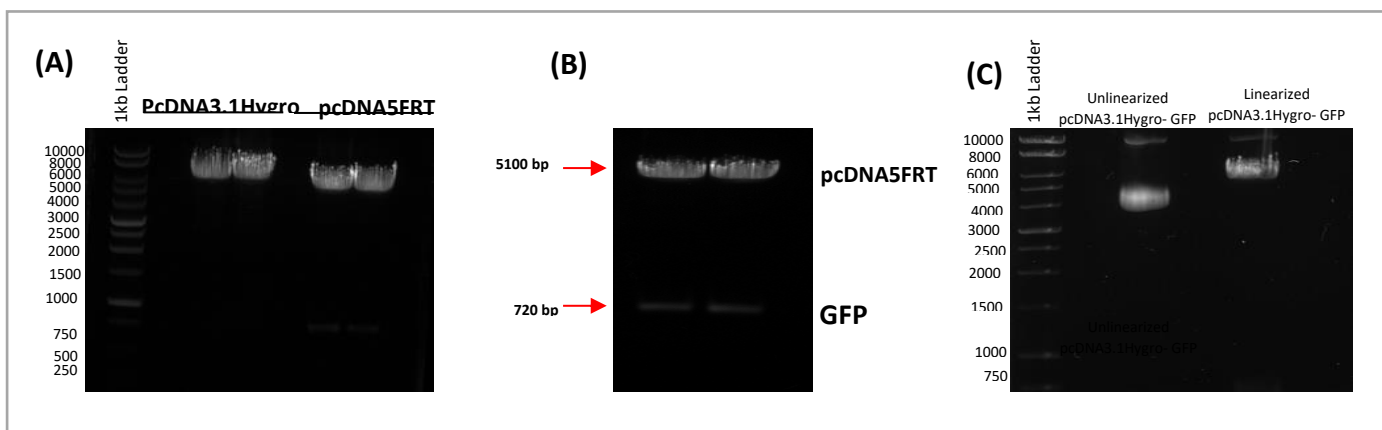 (A)
1kb Ladder
PcDNA3.1Hygro
pcDNA5FRT
10000
8000
6000
5000
4000
3000
2500
2000
1500
1000
750
500
250
(B)
5100 bp
pcDNA5FRT
720 bp
GFP
(C)
1kb Ladder
Unlinearized
pcDNA3.1Hygro- GFP
Linearized
pcDNA3.1Hygro- GFP
10000
8000
6000
5000
4000
3000
2500
2000
1500
1000
750
Unlinearized
pcDNA3.1Hygro- GFP